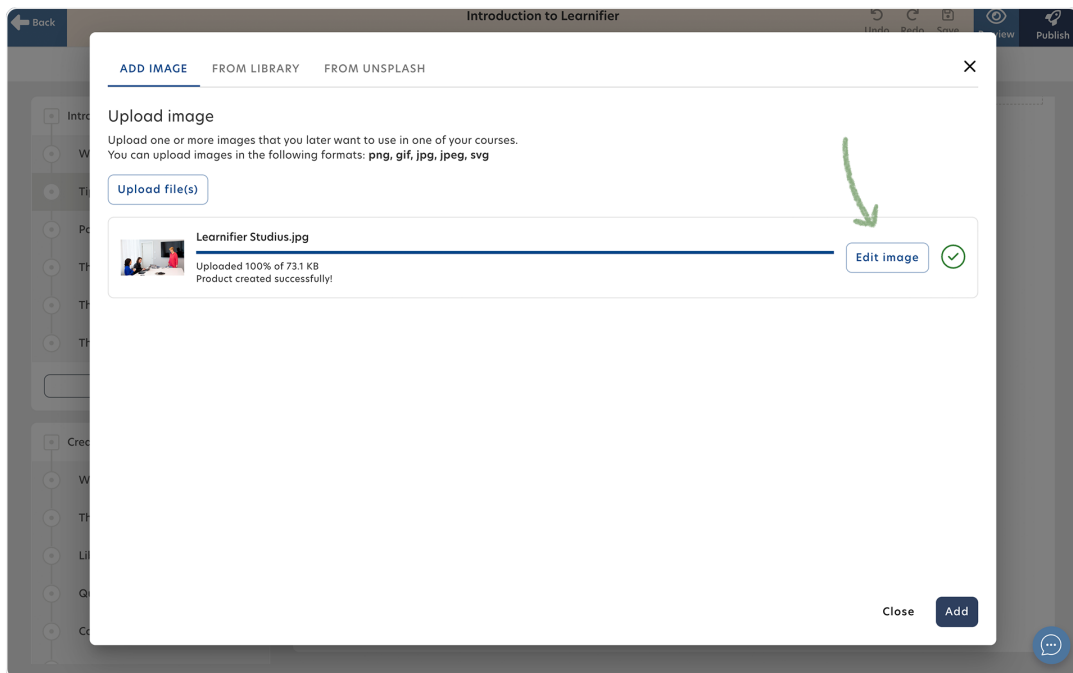 Back
Introduction to Learnifier
Undo Redo Save
Publish
ADD IMAGE FROM LIBRARY FROM UNSPLASH
Upload image
Upload one or more images that you later want to use in one of your courses.
You can upload images in the following formats: png, gif, jpg, jpeg, svg
Upload file(s)
Learnifier Studius.jpg
Uploaded 100% of 73.1 KB
Product created successfully!
Edit image
Close Add